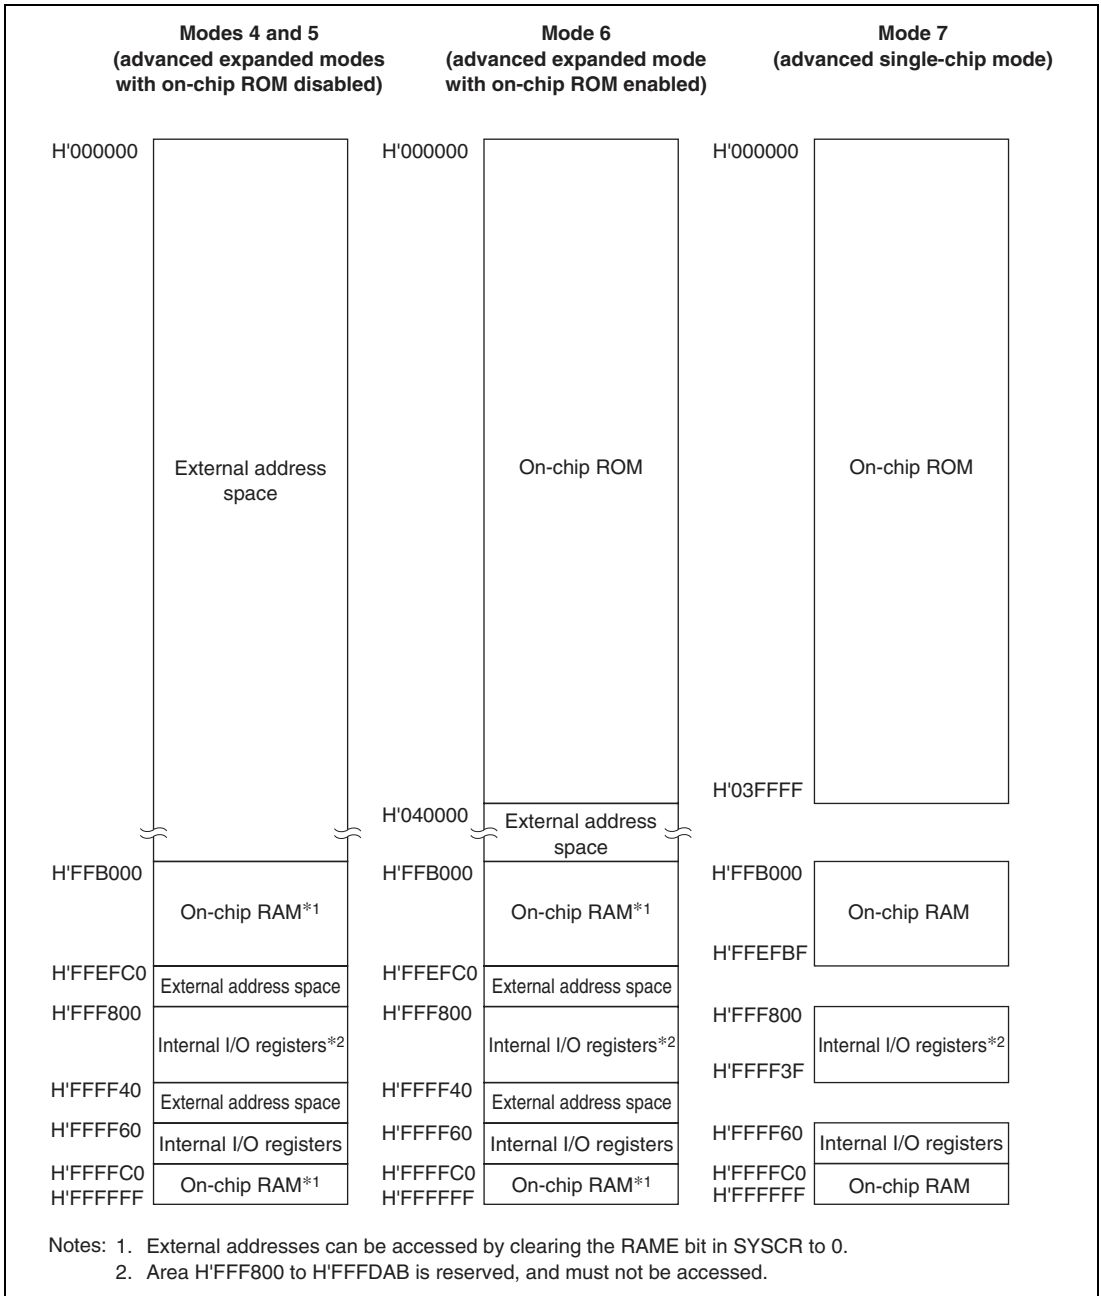 Modes 4 and 5
(advanced expanded modes
with on-chip ROM disabled)
Mode 6
(advanced expanded mode
with on-chip ROM enabled)
Mode 7
(advanced single-chip mode)
H'000000
External address
space
H'FFB000
On-chip RAM*1
H'FFEFC0
External address space
H'FFF800
Internal I/O registers*2
H'FFFF40
External address space
H'FFFF60
Internal I/O registers
H'FFFFC0
On-chip RAM*1
H'FFFFFF
H'000000
On-chip ROM
H'040000
External address
space
H'FFB000
On-chip RAM*1
H'FFEFC0
External address space
H'FFF800
Internal I/O registers*2
H'FFFF40
External address space
H'FFFF60
Internal I/O registers
H'FFFFC0
On-chip RAM*1
H'FFFFFF
H'000000
On-chip ROM
H'03FFFF
H'FFB000
On-chip RAM
H'FFEFBF
H'FFF800
Internal I/O registers*2
H'FFFF3F
H'FFFF60
Internal I/O registers
H'FFFFC0
On-chip RAM
H'FFFFFF
Notes: 1. External addresses can be accessed by clearing the RAME bit in SYSCR to 0.
2. Area H'FFF800 to H'FFFDAB is reserved, and must not be accessed.